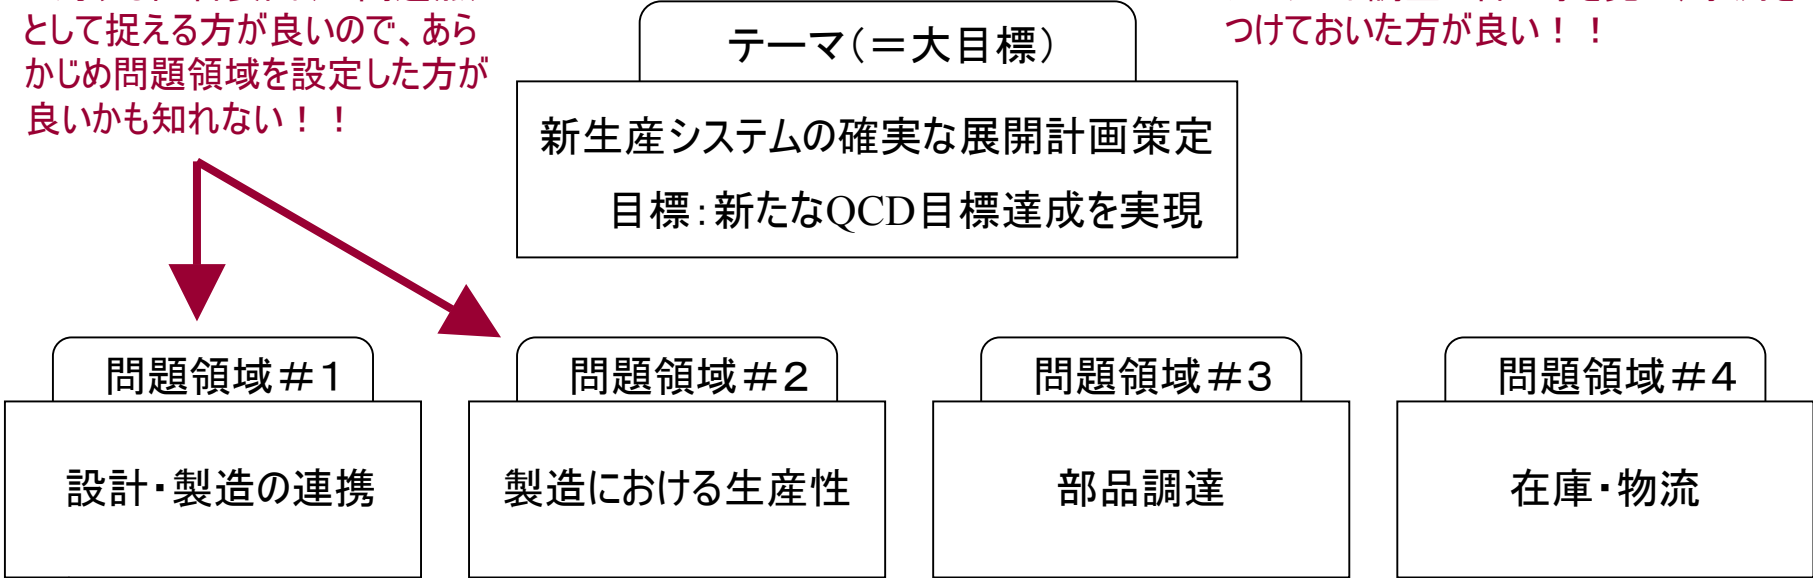 として捉える方が良いので、あら
かじめ問題領域を設定した方が
良いかも知れない！！
つけておいた方が良い！！
テーマ（＝大目標）
新生産システムの確実な展開計画策定
目標：新たなQCD目標達成を実現
問題領域＃1
設計・製造の連携
問題領域＃2
製造における生産性
問題領域＃3
部品調達
問題領域＃4
在庫・物流